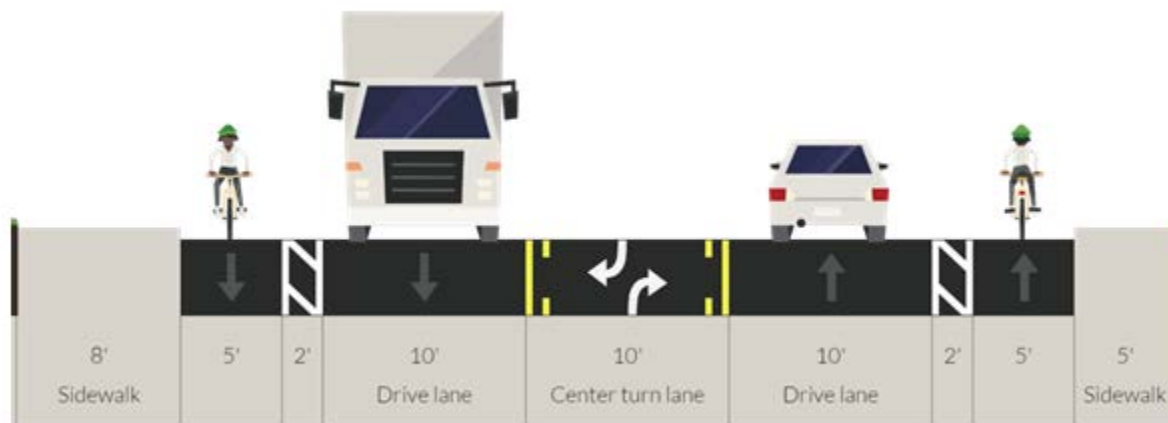 8' 5' 2' 10' 10' 10' 2' 5' 5'
Sidewalk Drive lane Center turn lane Drive lane Sidewalk